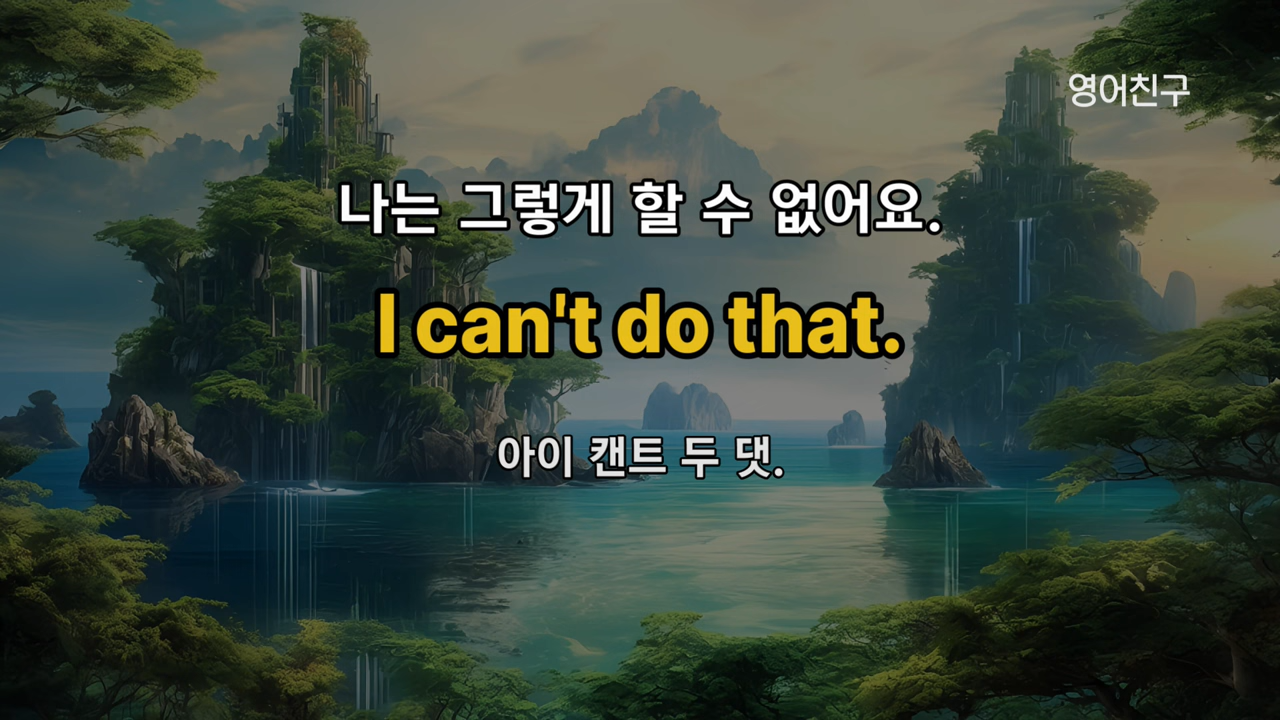 영어친구
나는 그렇게 할 수 없어요.
I can't do that.
아이 캔트 두 댓.